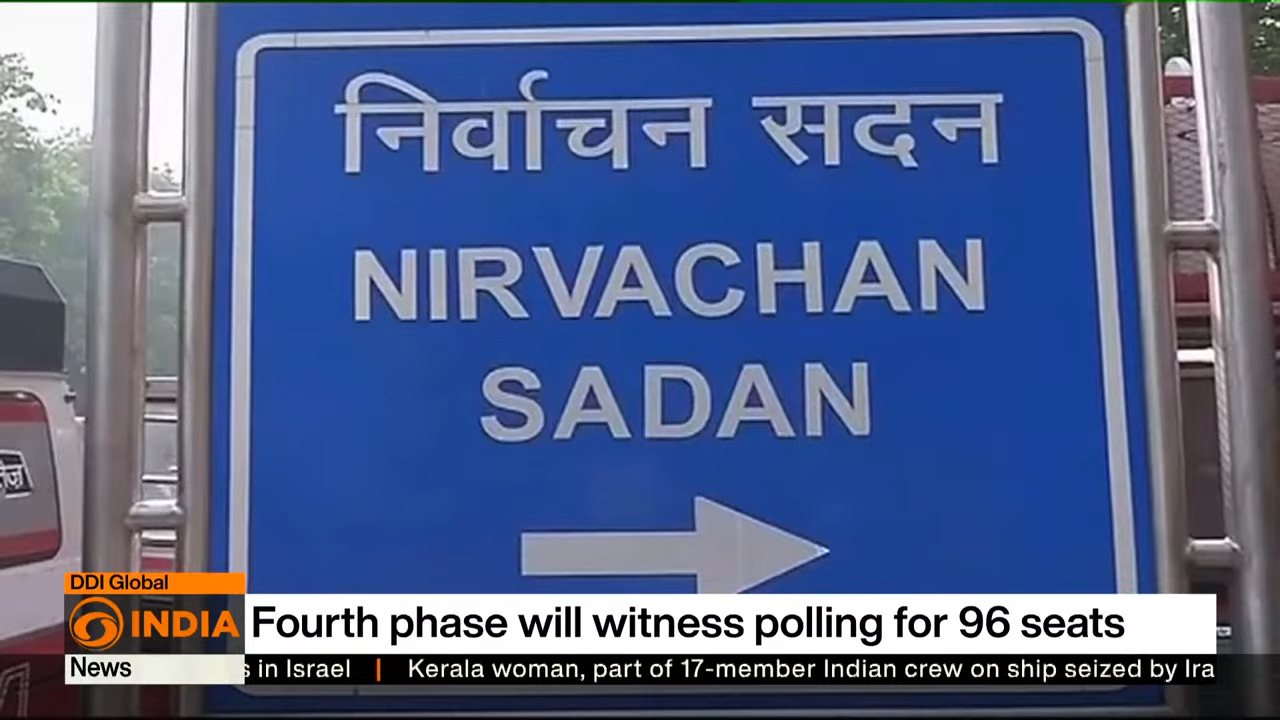 निर्वाचन सदन
NIRVACHAN
SADAN
DDI Global
INDIA
Fourth phase will witness polling for 96 seats
News
s in Israel | Kerala woman, part of 17-member Indian crew on ship seized by Ira